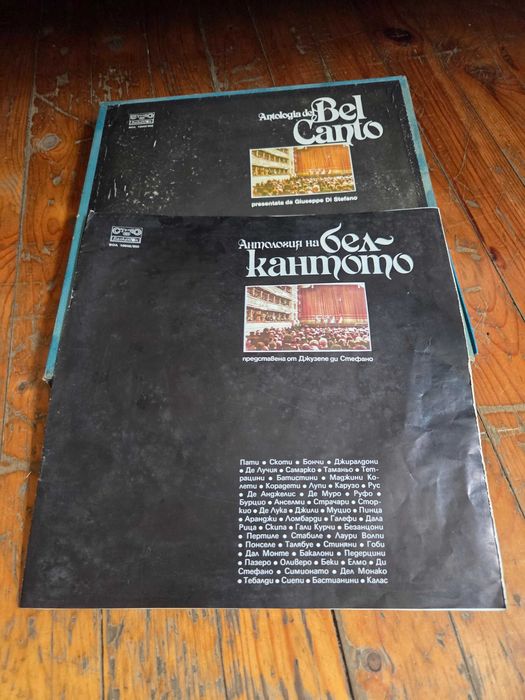 Antologia del Bel
Canto
presentata da Giuseppe Di Stefano
Антология на бел-
кантото
представена от Джузепе ди Стефано
Пати • Скоти • Бончи • Джиралдони
• Де Лучия • Самарко • Таманьо • Тет-
рацини • Батистини • Маджини Ко-
лети • Корадети • Лупи • Карузо • Рус
• Де Анджелис • Де Муро • Руфо •
Бурцио • Анселми • Страчари • Стор-
кио • Де Лука • Джили • Муцио • Пинца
• Аранджи • Ломбарди • Галефи • Дала
Рица • Скипа • Гали Курчи • Безанцони
• Пертиле • Стабиле • Лаури Волпи
• Понселе • Талябуе • Стиняни • Гоби
• Дал Монте • Бакалони • Педерцини
• Пазеро • Оливеро • Беки • Елмо • Ди
Стефано • Симионато • Дел Монако
• Тебалди • Сиепи • Бастианини • Калас